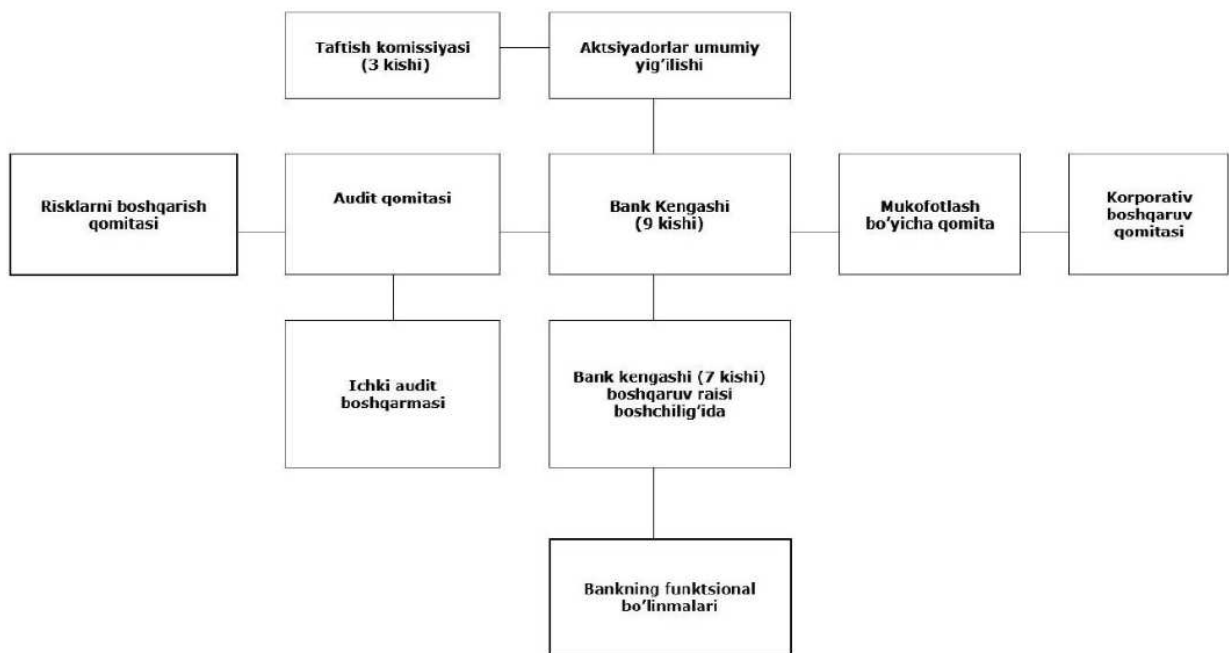 Taftish komissiyasi
(3 kishi)
Aktsiyadorlar umumiy
yig'ilishi
Risklarni boshqarish
qomitasi
Audit qomitasi
Bank Kengashi
(9 kishi)
Mukofotlash
bo'yicha qomita
Korporativ
boshqaruv
qomitasi
Ichki audit
boshqarmasi
Bank kengashi (7 kishi)
boshqaruv raisi
boshchilig'ida
Bankning funktsional
bo'linmalari